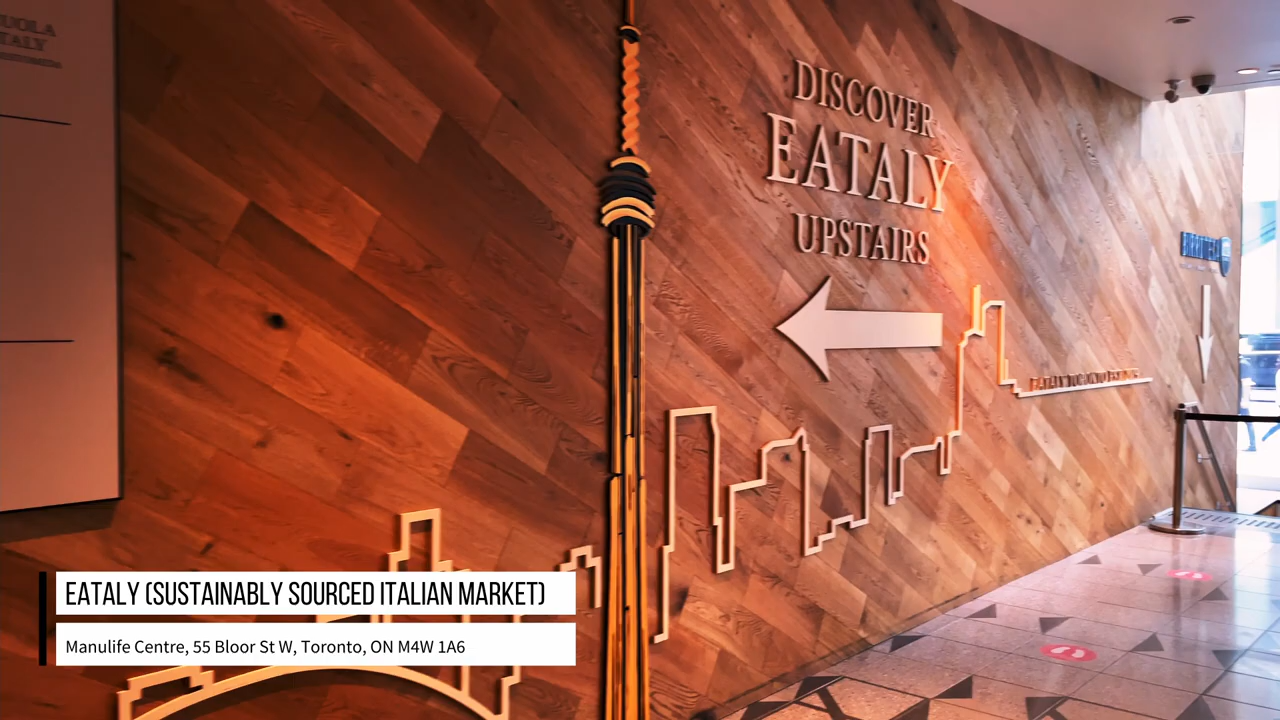 DISCOVER
EATALY
UPSTAIRS
EATALY (SUSTAINABLY SOURCED ITALIAN MARKET)
Manulife Centre, 55 Bloor St W, Toronto, ON M4W 1A6